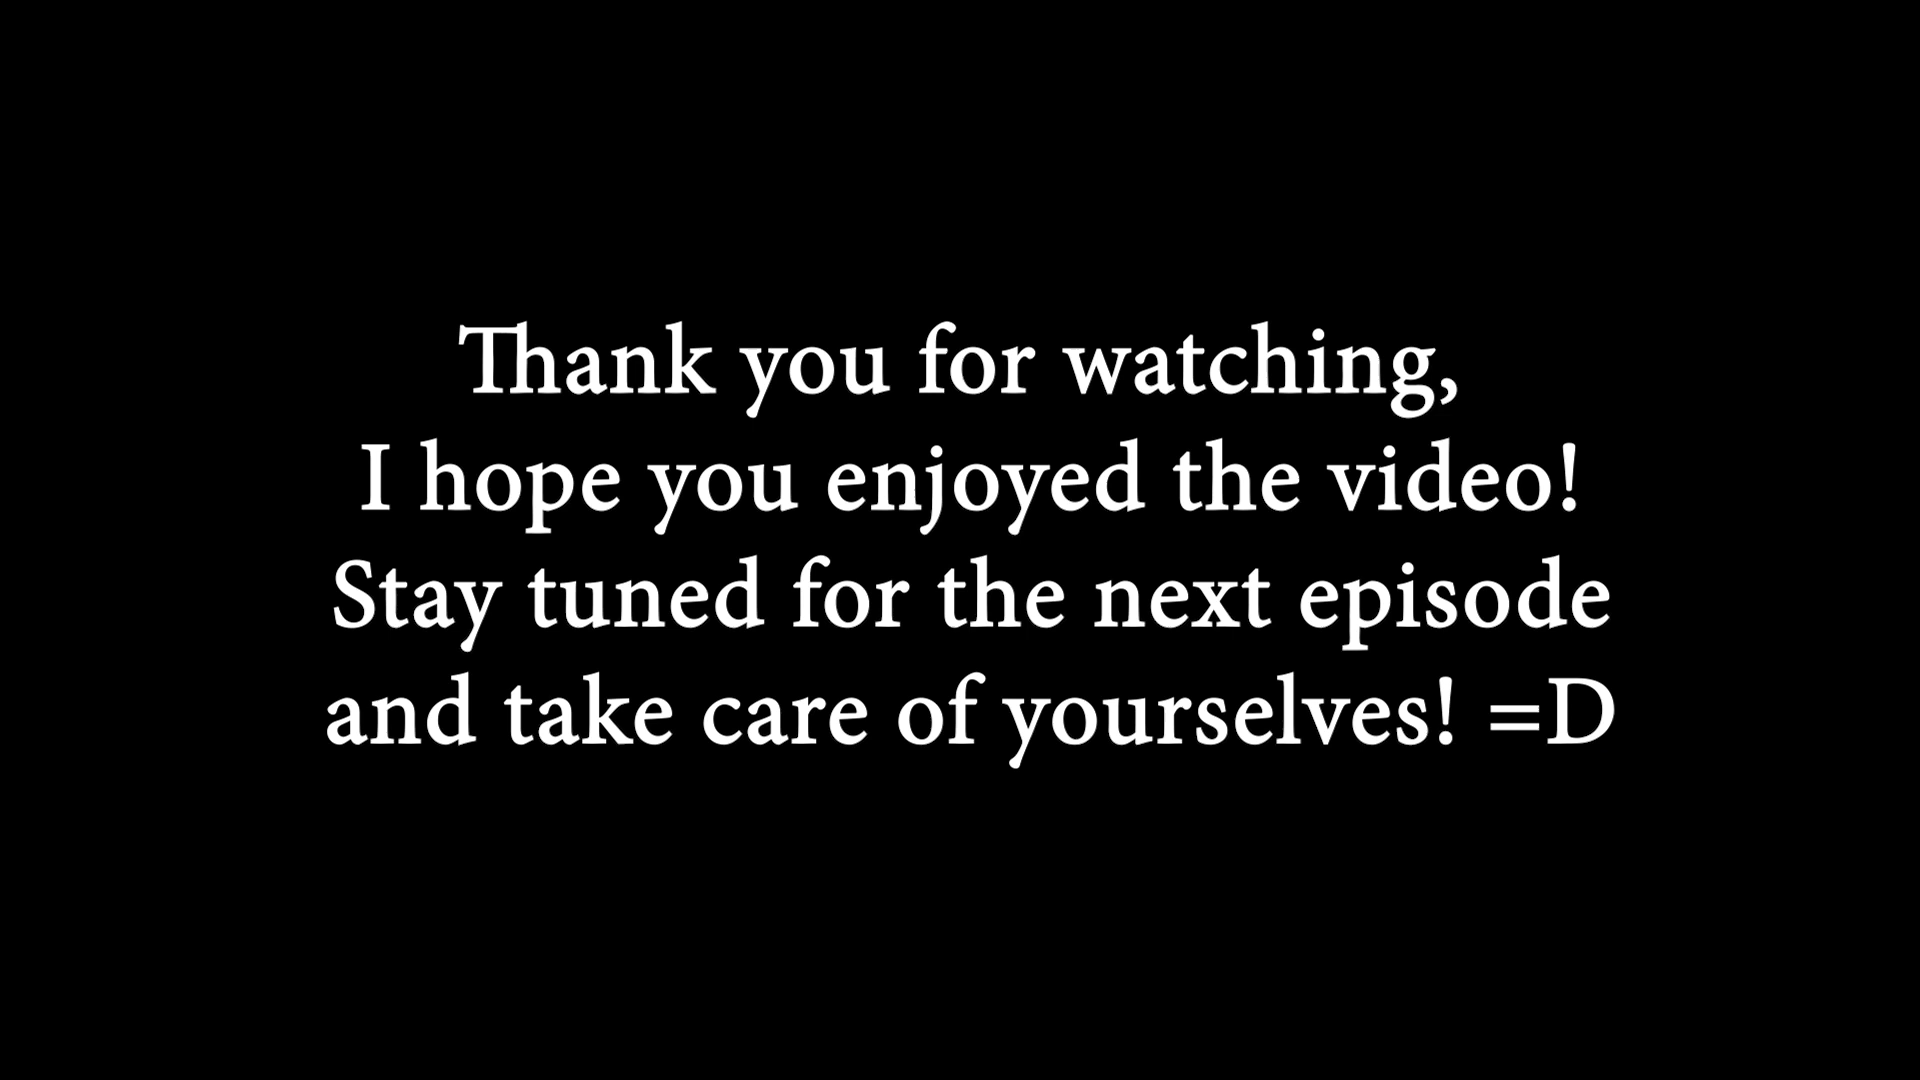 Thank you for watching,
I hope you enjoyed the video!
Stay tuned for the next episode
and take care of yourselves! =D